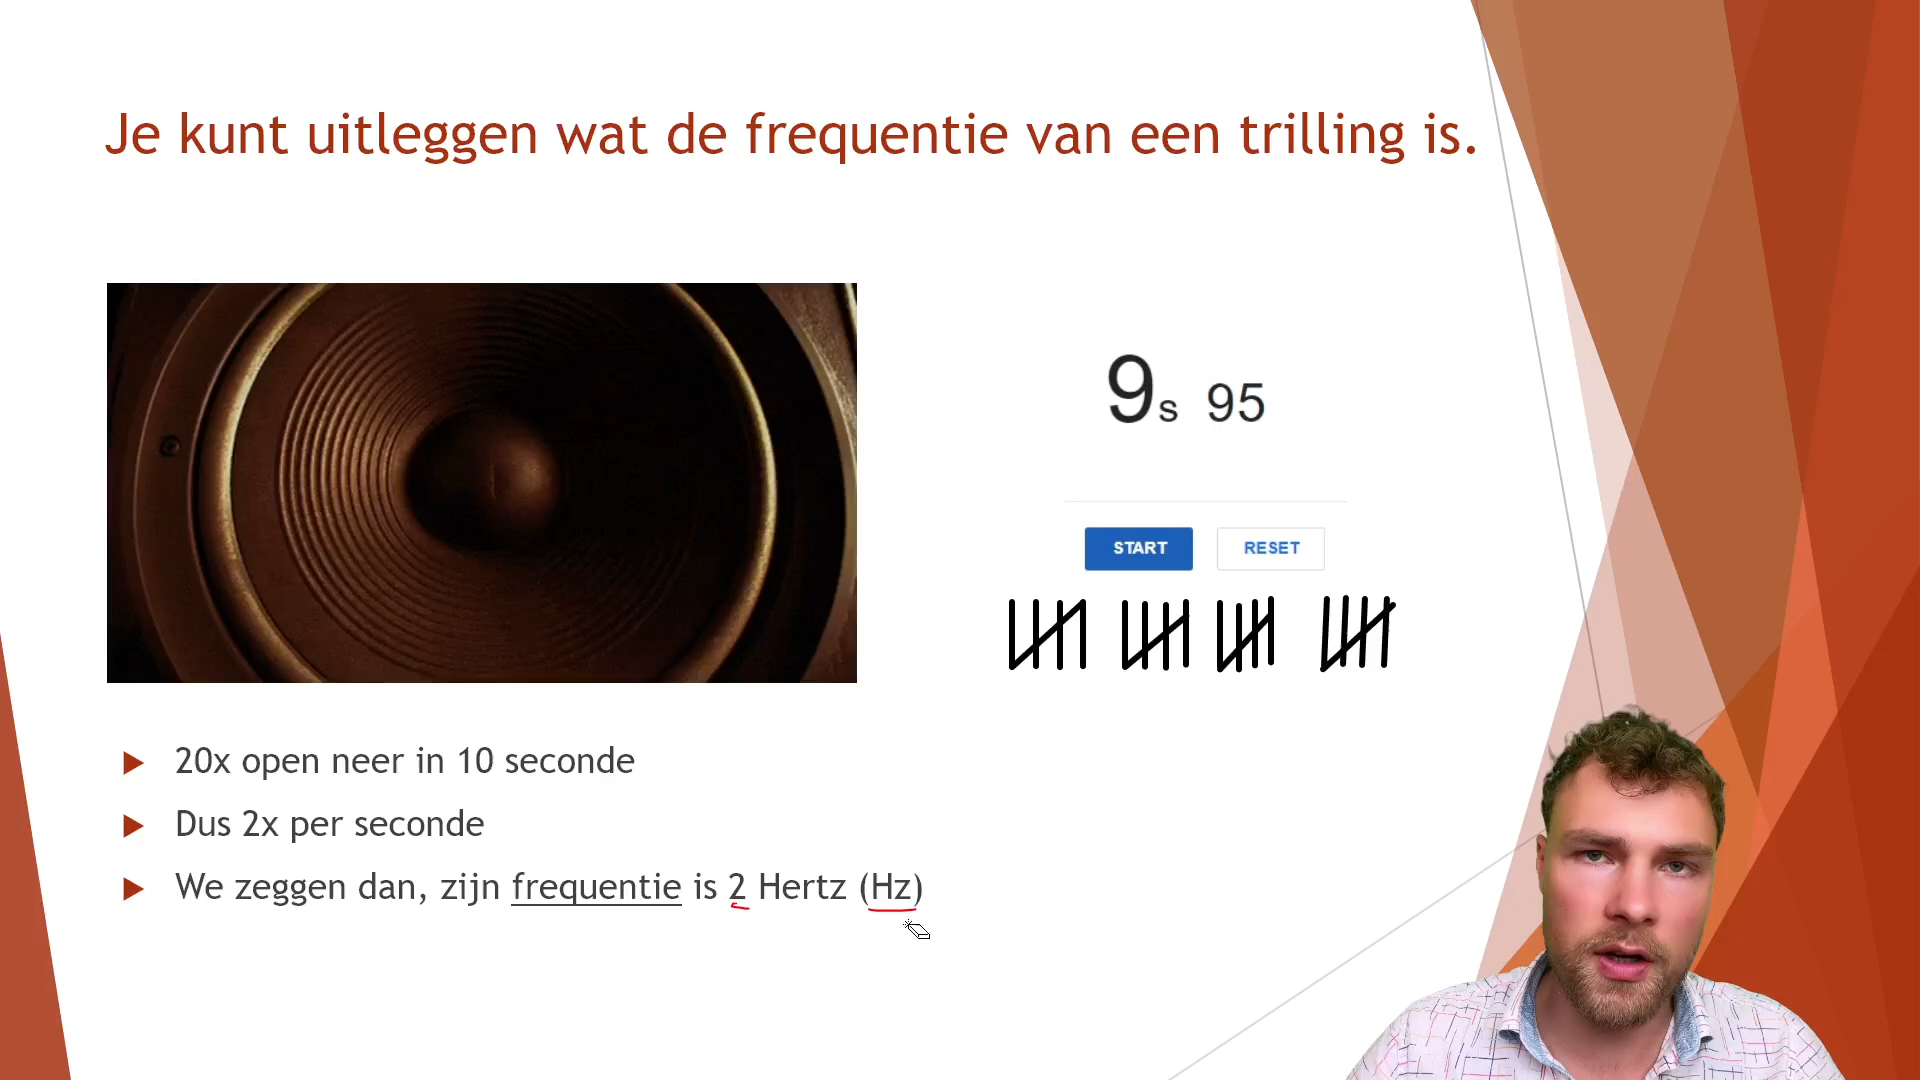 Je kunt uitleggen wat de frequentie van een trilling is.
9s 95
START RESET
20x open neer in 10 seconde
Dus 2x per seconde
We zeggen dan, zijn frequentie is 2 Hertz (Hz)